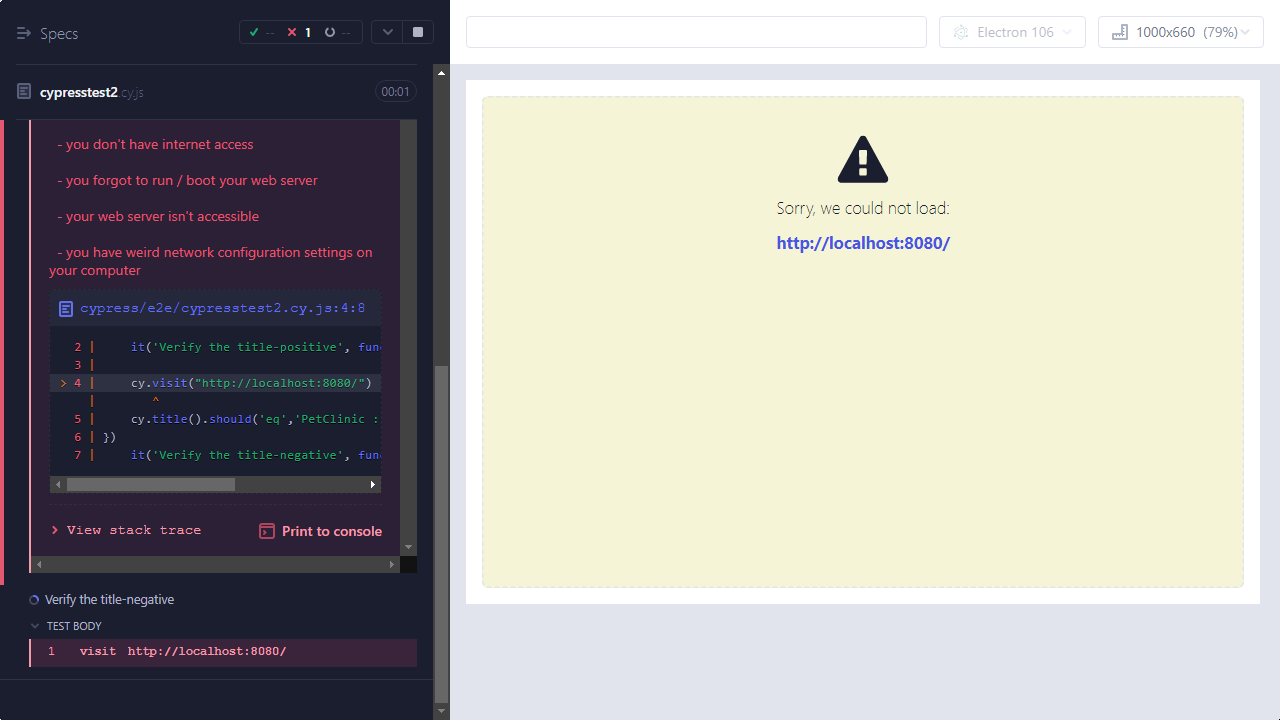 Specs
-- 1 --
Electron 106
1000x660 (79%)
cypresstest2.cy.js
00:01
- you don't have internet access
- you forgot to run / boot your web server
- your web server isn't accessible
- you have weird network configuration settings on
your computer
cypress/e2e/cypresstest2.cy.js:4:8
2 | it('Verify the title-positive', func
3 |
> 4 | cy.visit("http://localhost:8080/")
| ^
5 | cy.title().should('eq','PetClinic :
6 | })
7 | it('Verify the title-negative', func
> View stack trace
Print to console
Verify the title-negative
TEST BODY
1 visit http://localhost:8080/
Sorry, we could not load:
http://localhost:8080/